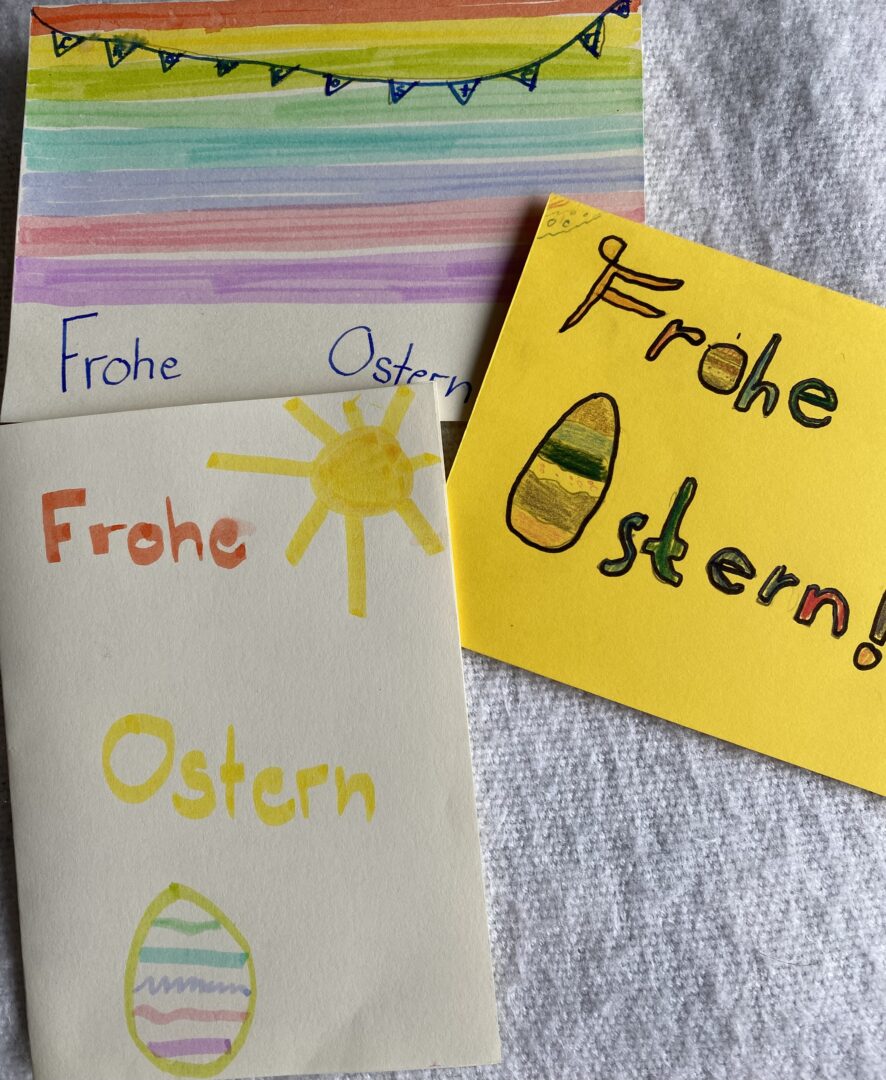 Frohe Ostern
Frohe
Ostern!
Frohe
Ostern